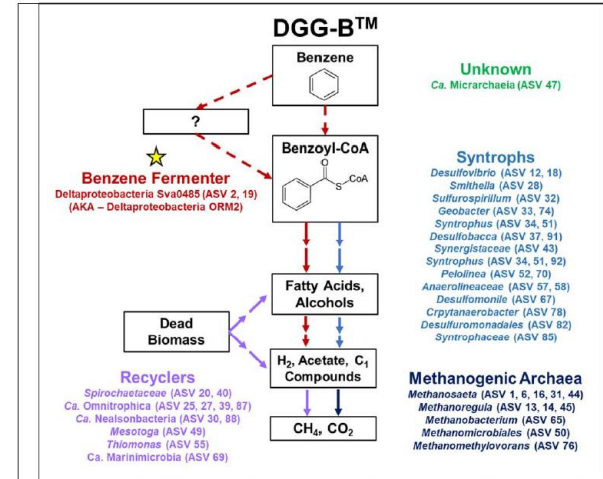 DGG-B™
Benzene
?
Benzoyl-CoA
O
S
CoA
Benzene Fermenter
Deltaproteobacteria Sva0485 (ASV 2, 19)
(AKA – Deltaproteobacteria ORM2)
Fatty Acids,
Alcohols
Dead
Biomass
H2, Acetate, C1
Compounds
CH4, CO2
Recyclers
Spirochaetaceae (ASV 20, 40)
Ca. Omnitrophica (ASV 25, 27, 39, 87)
Ca. Nealsonbacteria (ASV 30, 88)
Mesotoga (ASV 49)
Thiomonas (ASV 55)
Ca. Marinimicrobia (ASV 69)
Unknown
Ca. Micrarchaeia (ASV 47)
Syntrophs
Desulfovibrio (ASV 12, 18)
Smithella (ASV 28)
Sulfurospirillum (ASV 32)
Geobacter (ASV 33, 74)
Syntrophus (ASV 34, 51)
Desulfobacca (ASV 37, 91)
Synergistaceae (ASV 43)
Syntrophus (ASV 34, 51, 92)
Pelolinea (ASV 52, 70)
Anaerolineaceae (ASV 57, 58)
Desulfomonile (ASV 67)
Crpytanaerobacter (ASV 78)
Desulfuromonadales (ASV 82)
Syntrophaceae (ASV 85)
Methanogenic Archaea
Methanosaeta (ASV 1, 6, 16, 31, 44)
Methanoregula (ASV 13, 14, 45)
Methanobacterium (ASV 65)
Methanomicrobiales (ASV 50)
Methanomethylovorans (ASV 76)